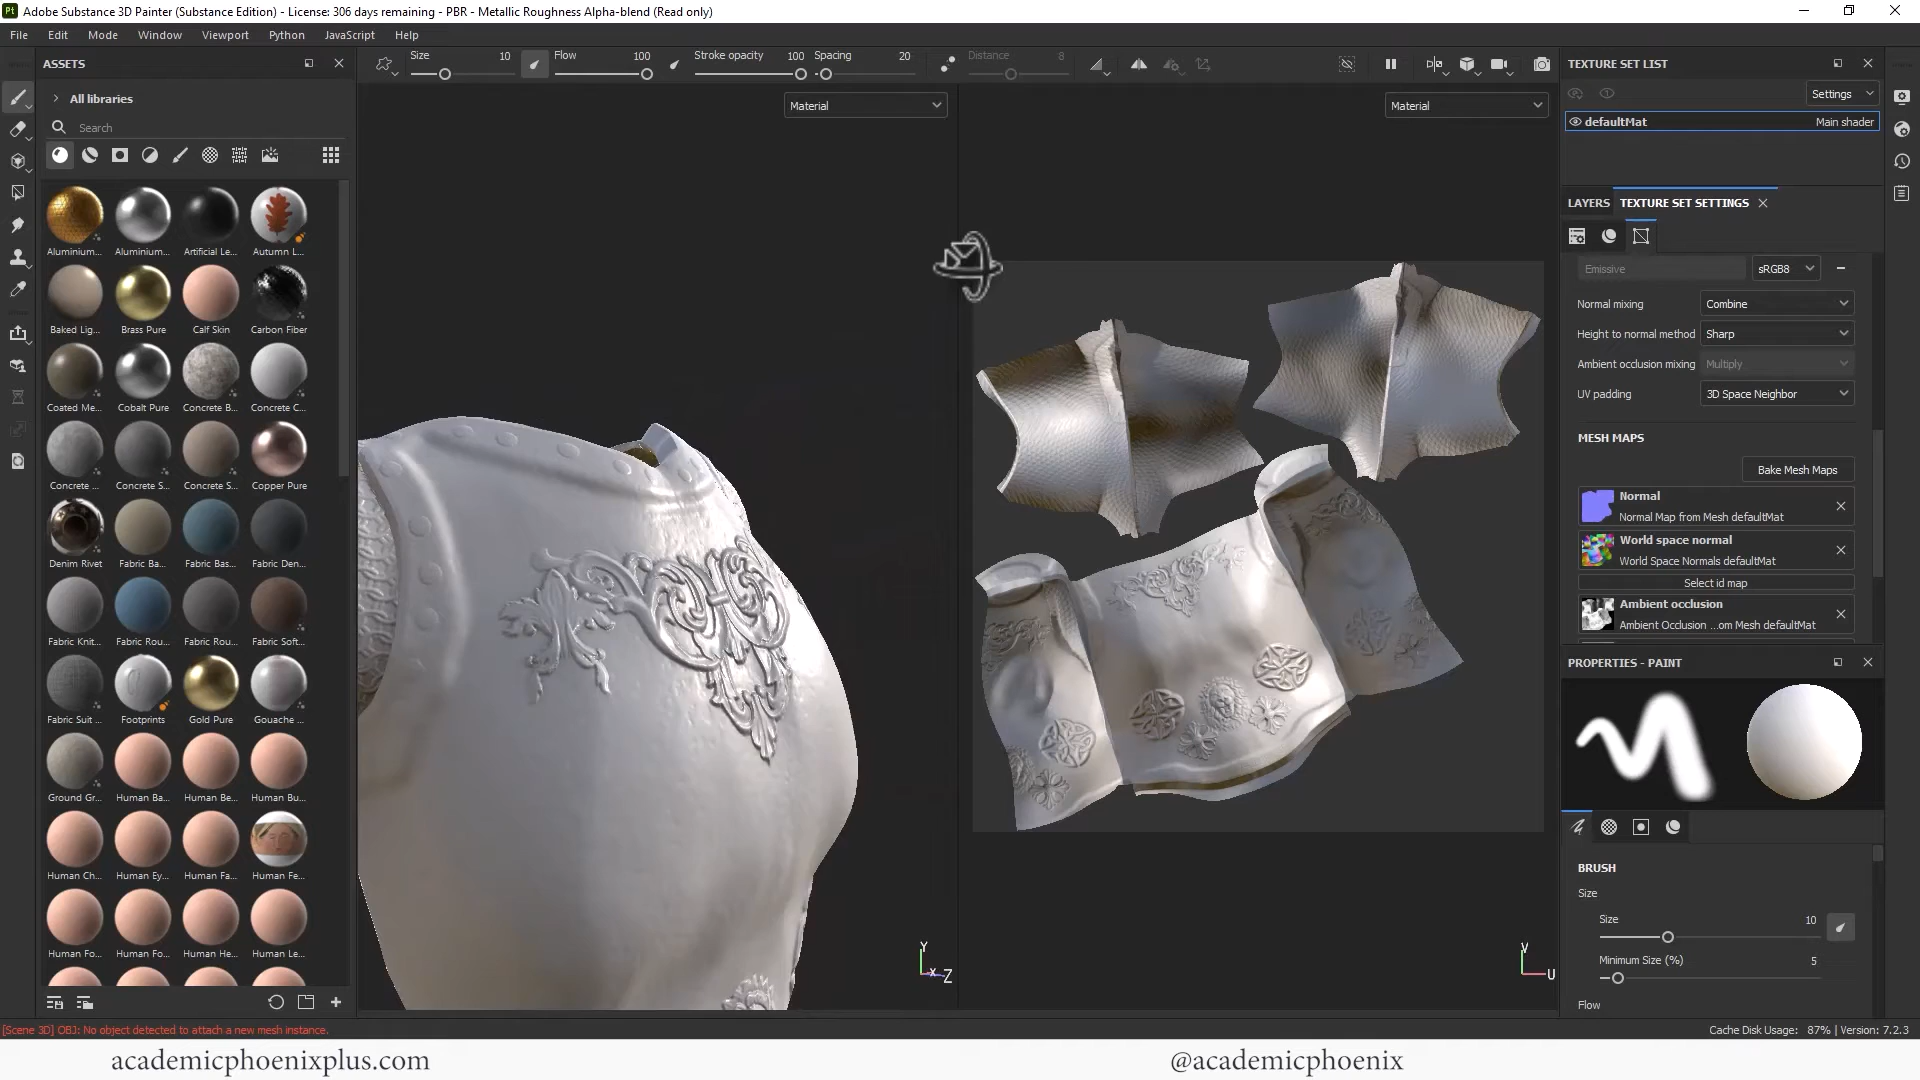 Pt Adobe Substance 3D Painter (Substance Edition) - License: 306 days remaining - PBR - Metallic Roughness Alpha-blend (Read only)
File Edit Mode Window Viewport Python JavaScript Help
ASSETS
Size 10 Flow 100 Stroke opacity 100 Spacing 20 Distance 8
All libraries
Search
Material
Material
Aluminium... Aluminium... Artificial Le... Autumn L...
Baked Lig... Brass Pure Calf Skin Carbon Fiber
Coated Me... Cobalt Pure Concrete B... Concrete C...
Concrete ... Concrete S... Concrete S... Copper Pure
Denim Rivet Fabric Ba... Fabric Bas... Fabric Den...
Fabric Knit... Fabric Rou... Fabric Rou... Fabric Soft...
Fabric Suit ... Footprints Gold Pure Gouache ...
Ground Gr... Human Ba... Human Be... Human Bu...
Human Ch... Human Ey... Human Fa... Human Fe...
Human Fo... Human Fo... Human He... Human Le...
Y
X
Z
V
U
TEXTURE SET LIST
Settings
defaultMat Main shader
LAYERS TEXTURE SET SETTINGS
Emissive sRGB8
Normal mixing Combine
Height to normal method Sharp
Ambient occlusion mixing Multiply
UV padding 3D Space Neighbor
MESH MAPS
Bake Mesh Maps
Normal
Normal Map from Mesh defaultMat
World space normal
World Space Normals defaultMat
Select id map
Ambient occlusion
Ambient Occlusion ...om Mesh defaultMat
PROPERTIES - PAINT
BRUSH
Size
Size 10
Minimum Size (%) 5
Flow
[Scene 3D] OBJ: No object detected to attach a new mesh instance.
Cache Disk Usage: 87% | Version: 7.2.3
academicphoenixplus.com
@academicphoenix